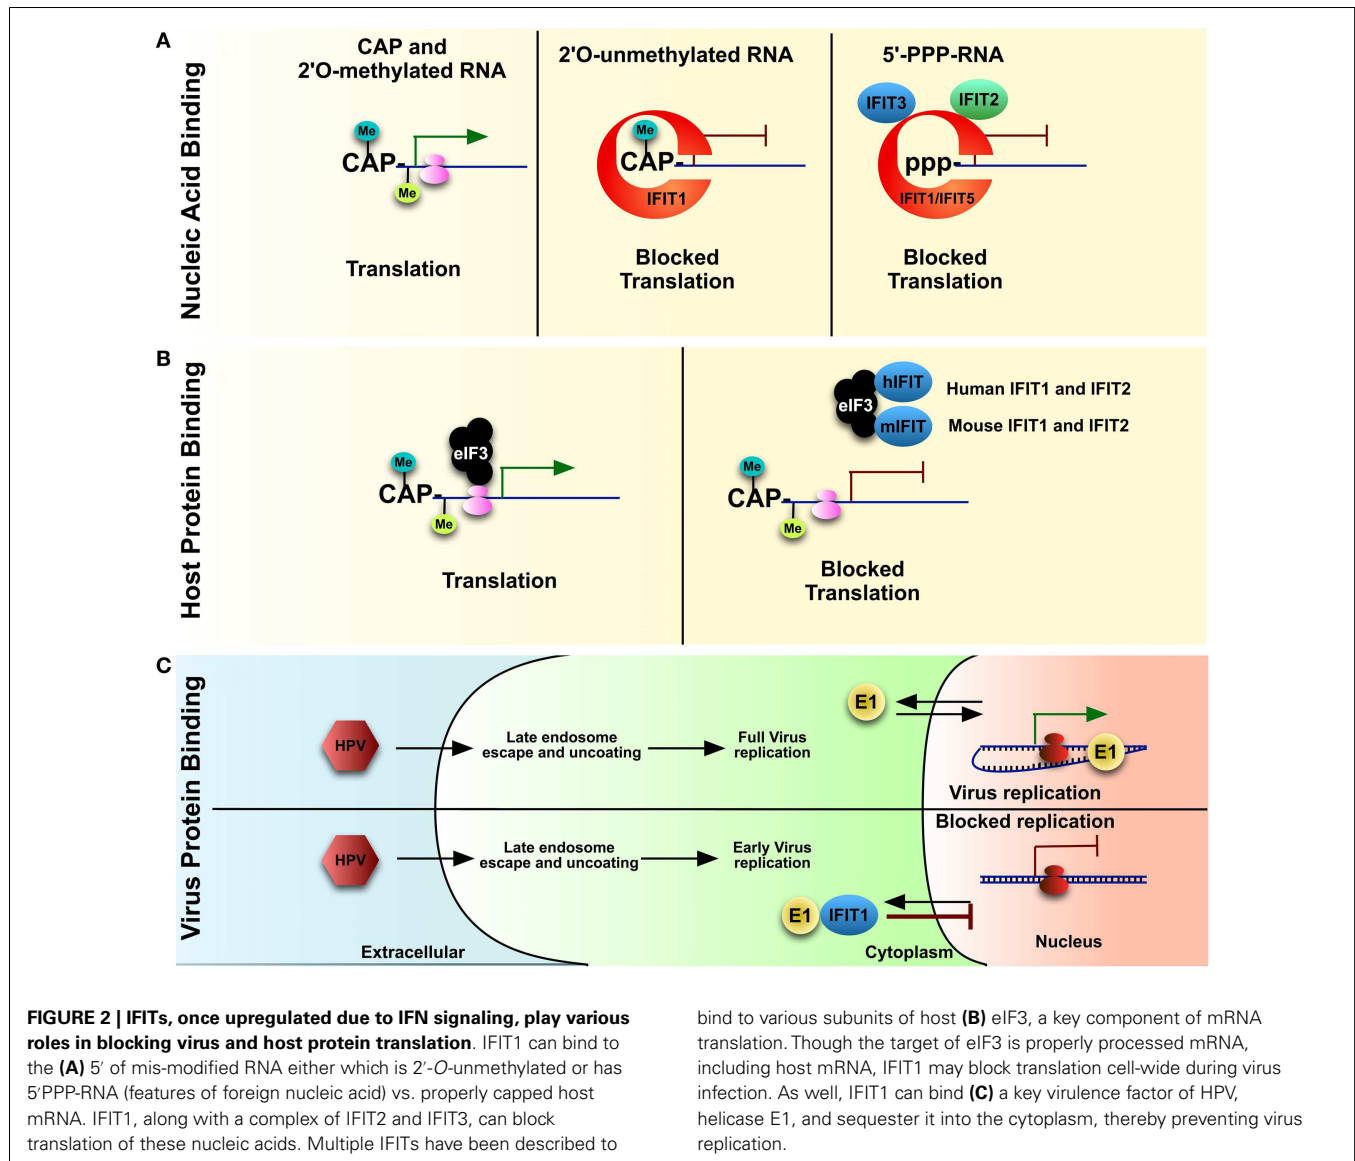 A
Nucleic Acid Binding
CAP and
2'O-methylated RNA
Me
CAP-
Me
Translation
2'O-unmethylated RNA
Me
CAP-
IFIT1
Blocked
Translation
5'-PPP-RNA
IFIT3
IFIT2
ppp-
IFIT1/IFIT5
Blocked
Translation
B
Host Protein Binding
eIF3
Me
CAP-
Me
Translation
hIFIT
eIF3
mIFIT
Human IFIT1 and IFIT2
Mouse IFIT1 and IFIT2
Me
CAP-
Me
Blocked
Translation
C
Virus Protein Binding
HPV
Late endosome
escape and uncoating
Full Virus
replication
E1
E1
Virus replication
Blocked replication
HPV
Late endosome
escape and uncoating
Early Virus
replication
E1
IFIT1
Extracellular
Cytoplasm
Nucleus
FIGURE 2 | IFITs, once upregulated due to IFN signaling, play various
roles in blocking virus and host protein translation. IFIT1 can bind to
the (A) 5′ of mis-modified RNA either which is 2′-O-unmethylated or has
5′PPP-RNA (features of foreign nucleic acid) vs. properly capped host
mRNA. IFIT1, along with a complex of IFIT2 and IFIT3, can block
translation of these nucleic acids. Multiple IFITs have been described to
bind to various subunits of host (B) eIF3, a key component of mRNA
translation. Though the target of eIF3 is properly processed mRNA,
including host mRNA, IFIT1 may block translation cell-wide during virus
infection. As well, IFIT1 can bind (C) a key virulence factor of HPV,
helicase E1, and sequester it into the cytoplasm, thereby preventing virus
replication.